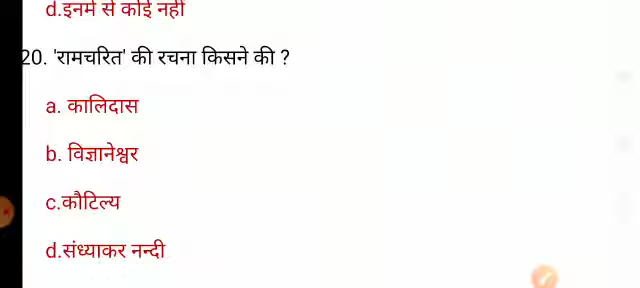 d.इनमें से कोई नहीं
20. 'रामचरित' की रचना किसने की ?
a. कालिदास
b. विज्ञानेश्वर
c.कौटिल्य
d.संध्याकर नन्दी